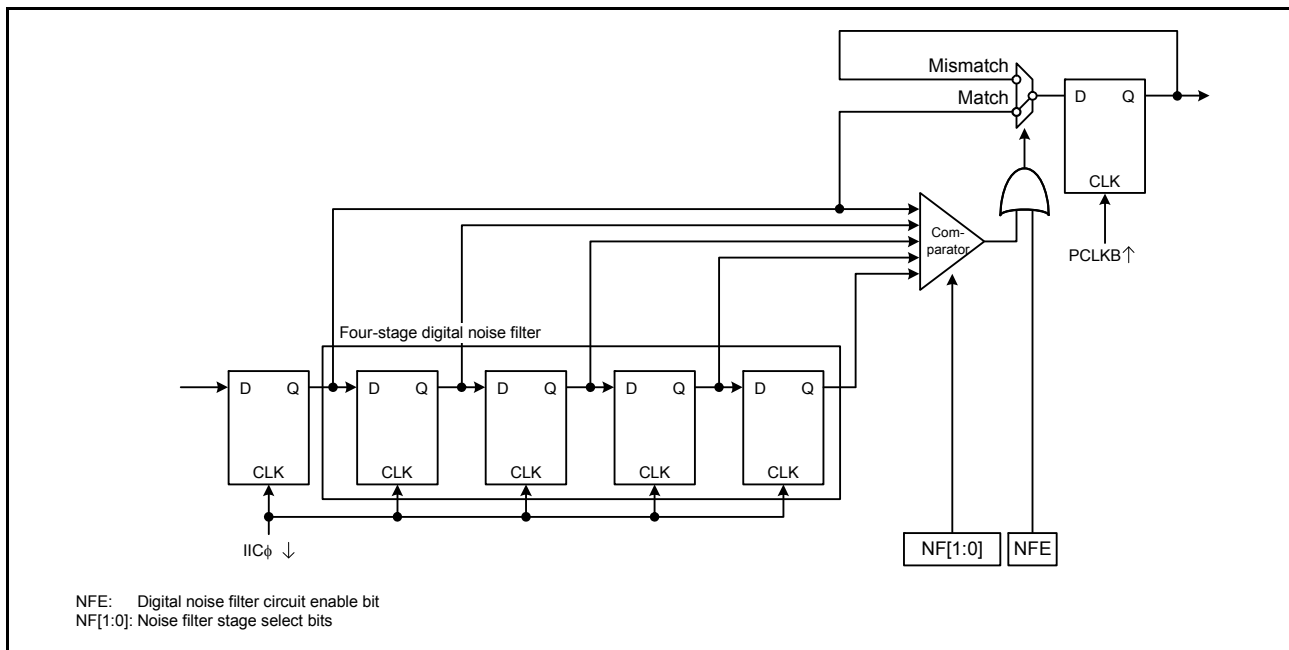 Mismatch
Match
D Q
CLK
PCLKB↑
Com-
parator
Four-stage digital noise filter
D Q D Q D Q D Q D Q
CLK CLK CLK CLK CLK
IICϕ ↓
NF[1:0] NFE
NFE: Digital noise filter circuit enable bit
NF[1:0]: Noise filter stage select bits